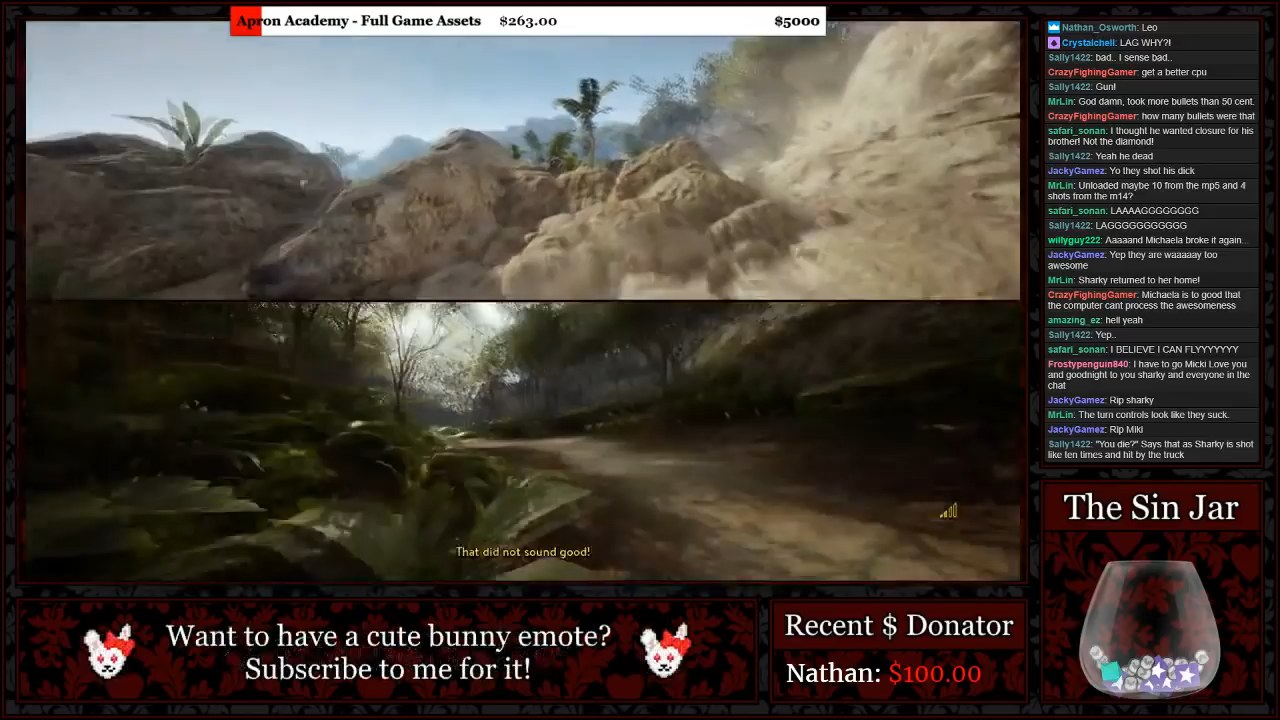 Apron Academy - Full Game Assets $263.00 $5000
Nathan_Osworth: Leo
Crystalcheli: LAG WHY?!
Sally1422: bad.. I sense bad..
CrazyFighingGamer: get a better cpu
Sally1422: Gun!
MrLin: God damn, took more bullets than 50 cent.
CrazyFighingGamer: how many bullets were that
safari_sonan: I thought he wanted closure for his
brother! Not the diamond!
Sally1422: Yeah he dead
JackyGamez: Yo they shot his dick
MrLin: Unloaded maybe 10 from the mp5 and 4
shots from the m14?
safari_sonan: LAAAAGGGGGGGG
Sally1422: LAGGGGGGGGGGG
willyguy222: Aaaaand Michaela broke it again...
JackyGamez: Yep they are waaaaay too
awesome
MrLin: Sharky returned to her home!
CrazyFighingGamer: Michaela is to good that
the computer cant process the awesomeness
amazing_ez: hell yeah
Sally1422: Yep..
safari_sonan: I BELIEVE I CAN FLYYYYYY
Frostypenguin840: I have to go Micki Love you
and goodnight to you sharky and everyone in the
chat
JackyGamez: Rip sharky
MrLin: The turn controls look like they suck.
JackyGamez: Rip Miki
Sally1422: "You die?" Says that as Sharky is shot
like ten times and hit by the truck
That did not sound good!
The Sin Jar
Want to have a cute bunny emote?
Subscribe to me for it!
Recent $ Donator
Nathan: $100.00